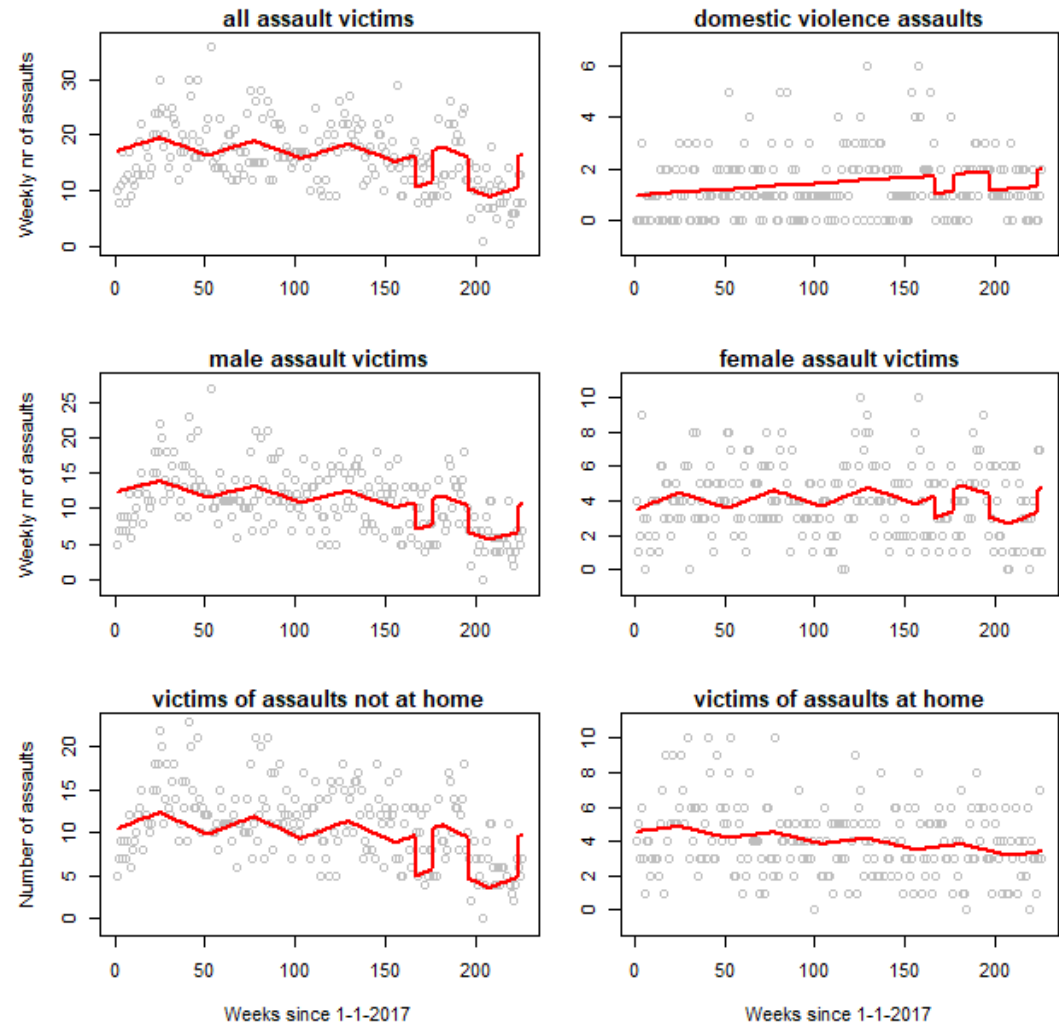 all assault victims
domestic violence assaults
Weekly nr of assaults
30
20
10
0
6
4
2
0
0 50 100 150 200
0 50 100 150 200
male assault victims
female assault victims
Weekly nr of assaults
25
20
15
10
5
0
10
8
6
4
2
0
0 50 100 150 200
0 50 100 150 200
victims of assaults not at home
victims of assaults at home
Number of assaults
20
15
10
5
0
10
8
6
4
2
0
0 50 100 150 200
0 50 100 150 200
Weeks since 1-1-2017
Weeks since 1-1-2017